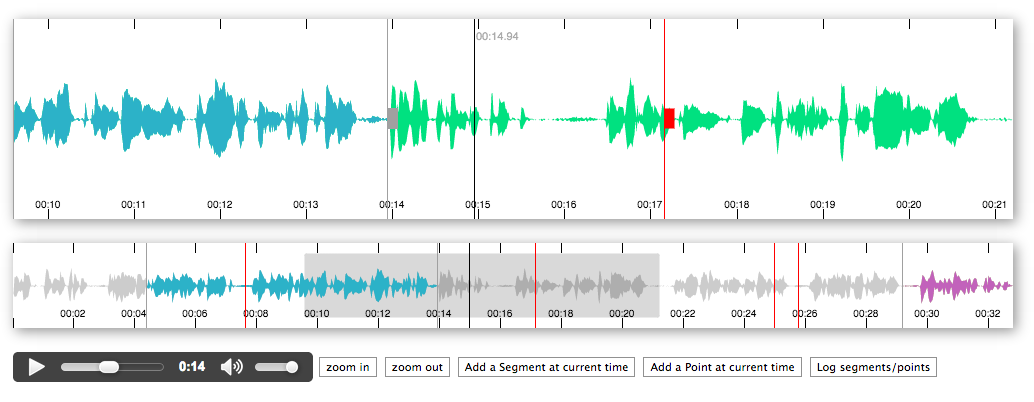 00:14.94
00:10 00:11 00:12 00:13 00:14 00:15 00:16 00:17 00:18 00:19 00:20 00:21
00:02 00:04 00:06 00:08 00:10 00:12 00:14 00:16 00:18 00:20 00:22 00:24 00:26 00:28 00:30 00:32
0:14 zoom in zoom out Add a Segment at current time Add a Point at current time Log segments/points